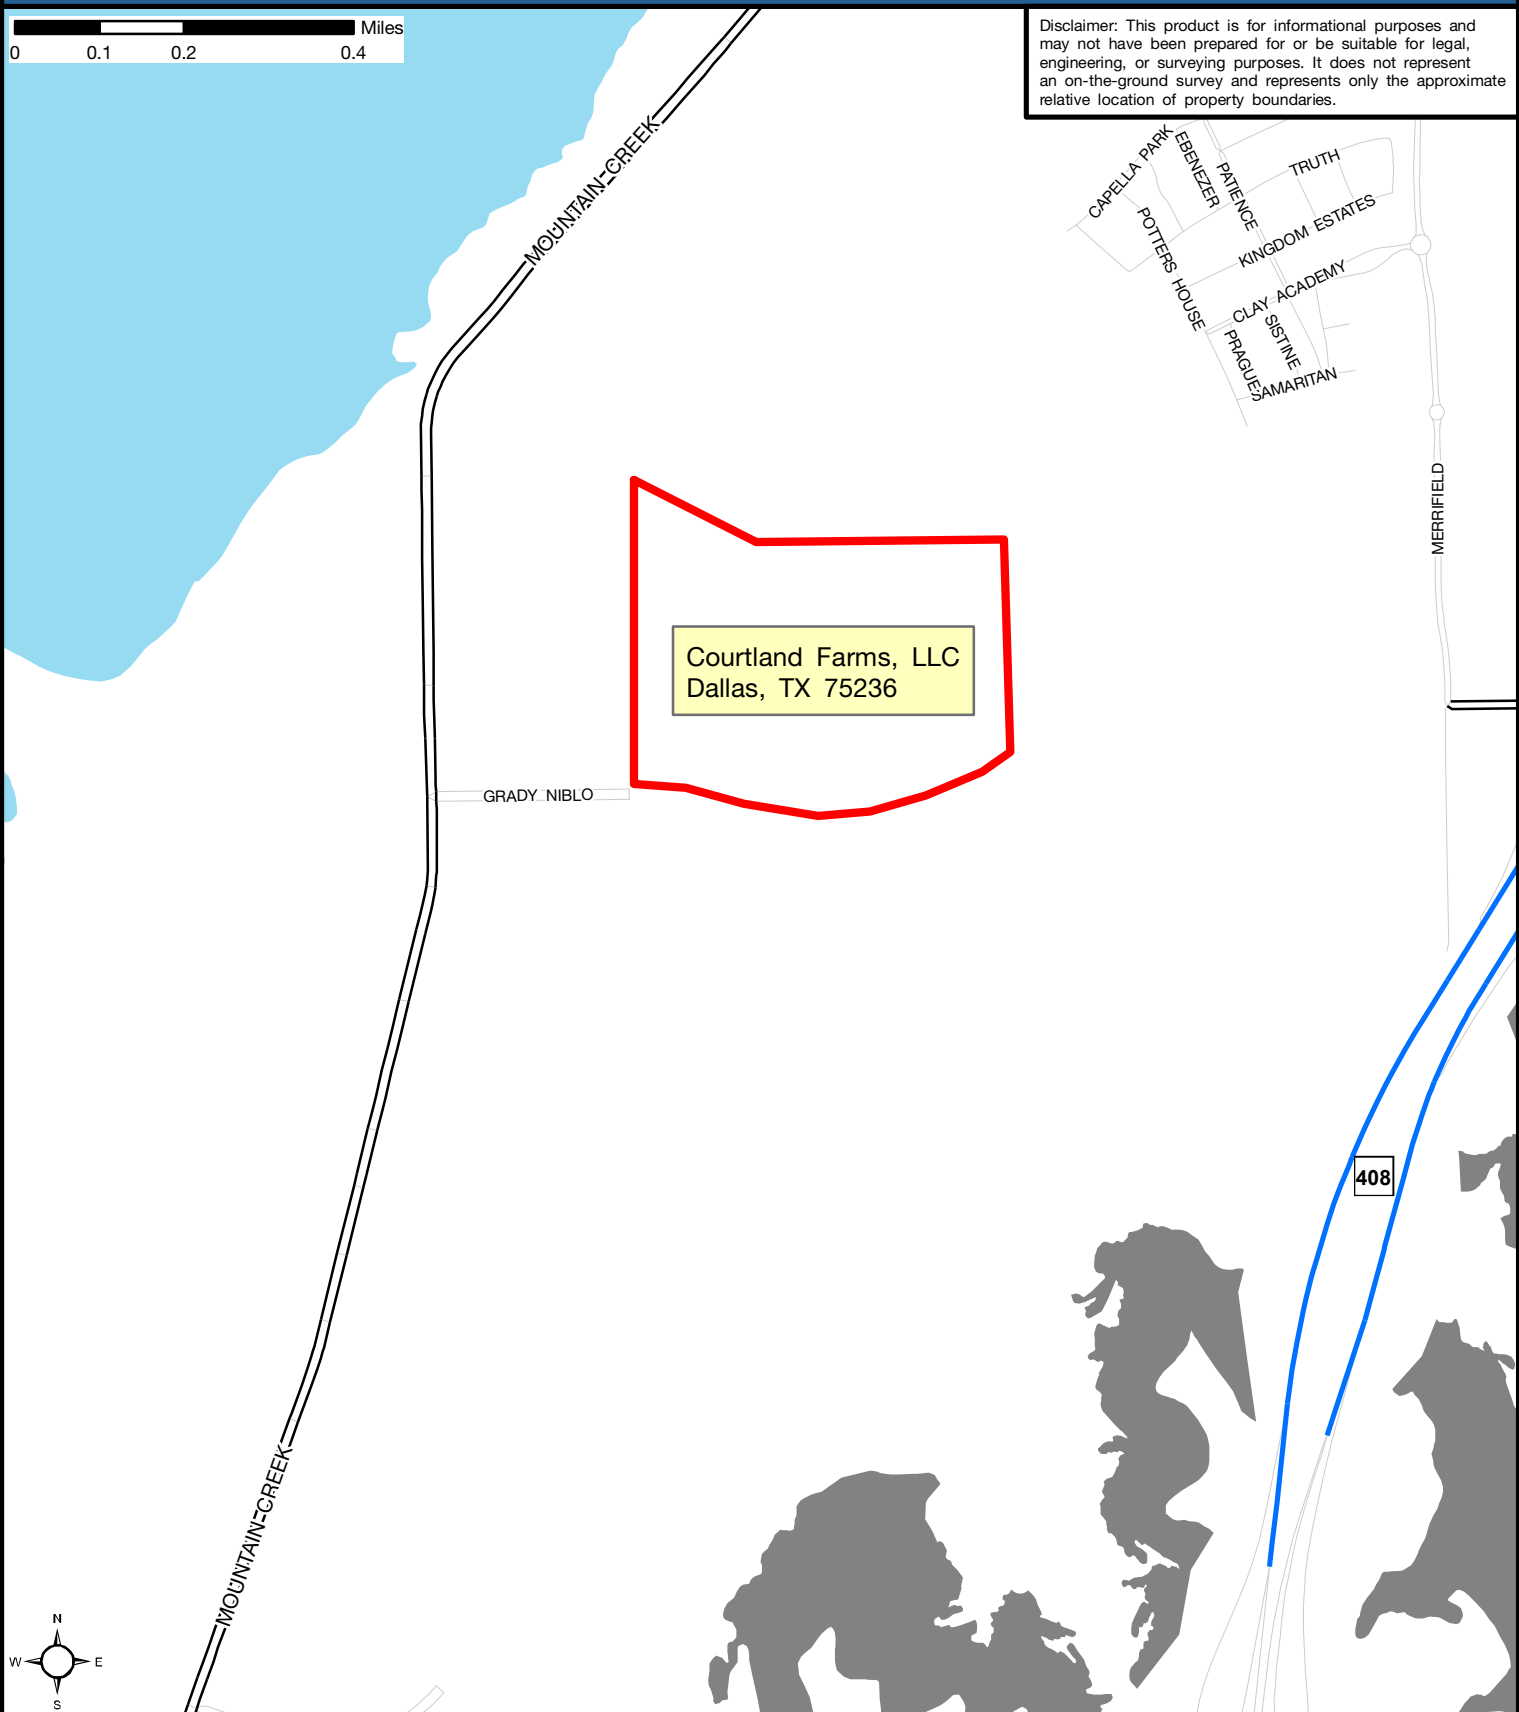 Miles
0 0.1 0.2 0.4
Disclaimer: This product is for informational purposes and
may not have been prepared for or be suitable for legal,
engineering, or surveying purposes. It does not represent
an on-the-ground survey and represents only the approximate
relative location of property boundaries.
MOUNTAIN CREEK
CAPELLA PARK
EBENEZER
PATIENCE
TRUTH
POTTERS HOUSE
KINGDOM ESTATES
CLAY ACADEMY
SISTINE
PRAGUE
SAMARITAN
MERRIFIELD
Courtland Farms, LLC
Dallas, TX 75236
GRADY NIBLO
408
MOUNTAIN CREEK
N
W E
S